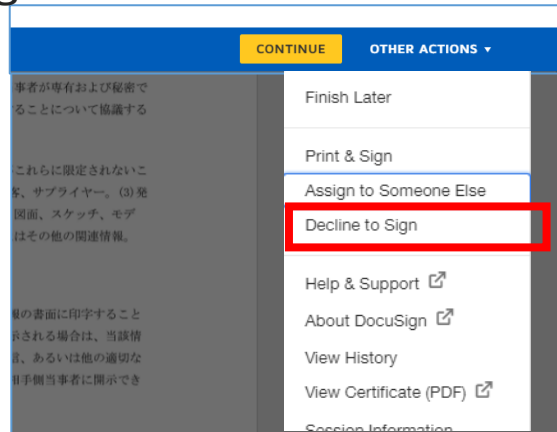 CONTINUE
OTHER ACTIONS ▾
事者が専有および秘密で
ることについて協議する
これらに限定されないこ
客、サプライヤー。(3)発
図面、スケッチ、モデ
はその他の関連情報。
報の書面に印字すること
示される場合は、当該情
あるいは他の適切な
相手側当事者に開示でき
Finish Later
Print & Sign
Assign to Someone Else
Decline to Sign
Help & Support
About DocuSign
View History
View Certificate (PDF)
Session Information